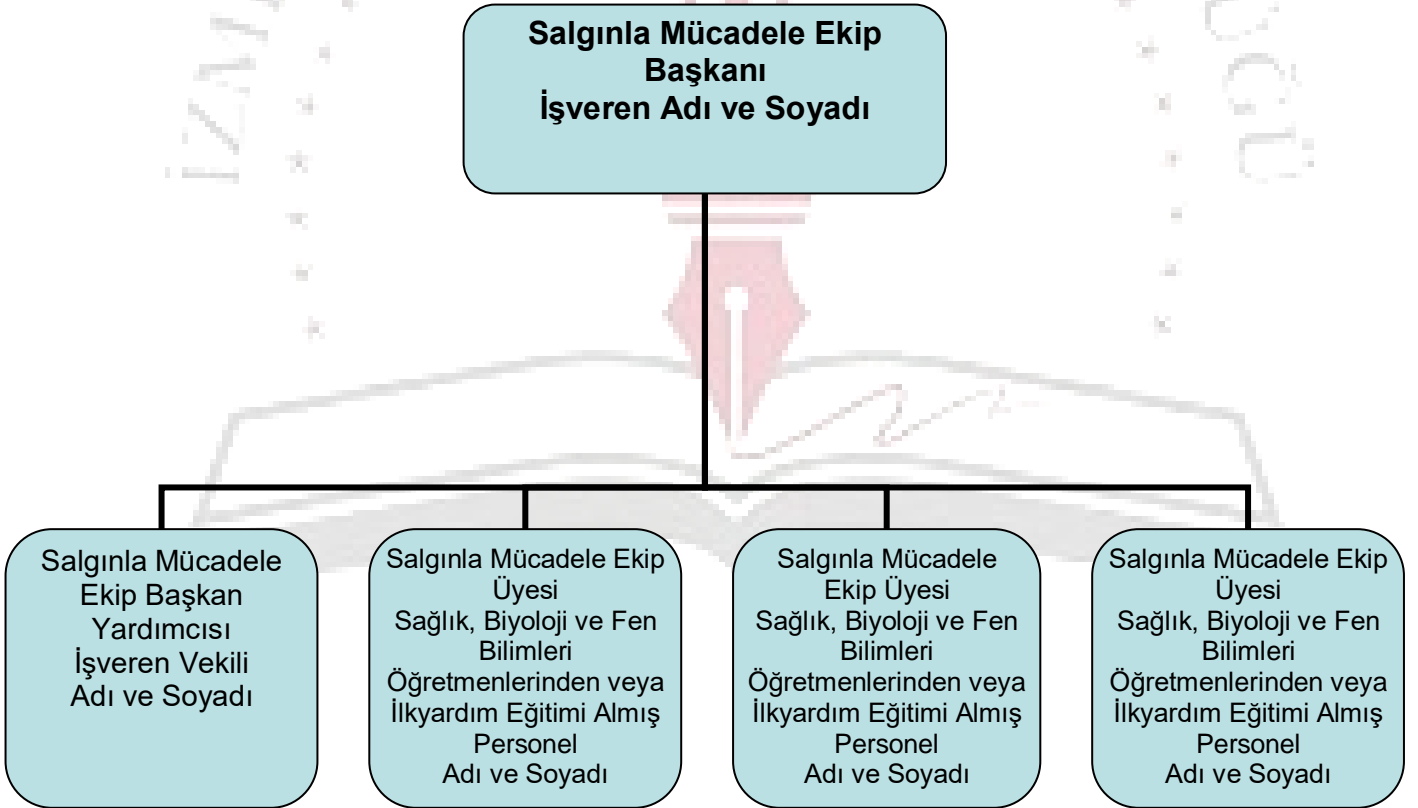 Salgınla Mücadele Ekip
Başkanı
İşveren Adı ve Soyadı
Salgınla Mücadele
Ekip Başkan
Yardımcısı
İşveren Vekili
Adı ve Soyadı
Salgınla Mücadele Ekip
Üyesi
Sağlık, Biyoloji ve Fen
Bilimleri
Öğretmenlerinden veya
İlkyardım Eğitimi Almış
Personel
Adı ve Soyadı
Salgınla Mücadele
Ekip Üyesi
Sağlık, Biyoloji ve Fen
Bilimleri
Öğretmenlerinden veya
İlkyardım Eğitimi Almış
Personel
Adı ve Soyadı
Salgınla Mücadele Ekip
Üyesi
Sağlık, Biyoloji ve Fen
Bilimleri
Öğretmenlerinden veya
İlkyardım Eğitimi Almış
Personel
Adı ve Soyadı